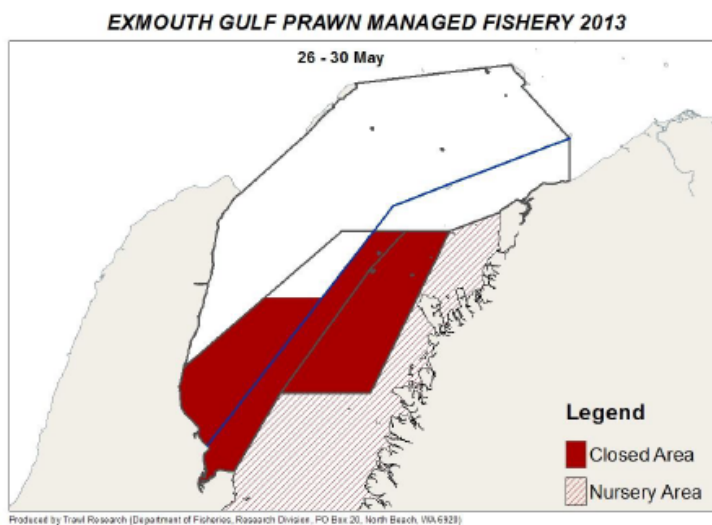 EXMOUTH GULF PRAWN MANAGED FISHERY 2013
26 - 30 May
Legend
Closed Area
Nursery Area
Produced by Trawl Research (Department of Fisheries, Research Division, PO Box 20, North Beach, WA 6920)